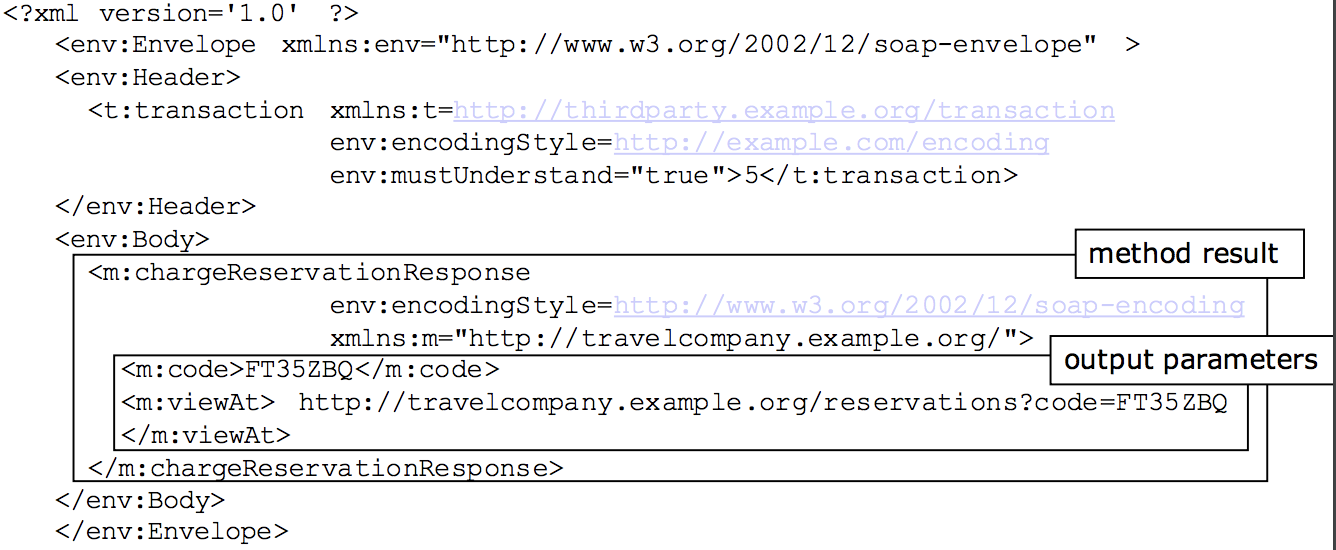 <?xml version='1.0' ?>
<env:Envelope xmlns:env="http://www.w3.org/2002/12/soap-envelope" >
<env:Header>
<t:transaction xmlns:t=http://thirdparty.example.org/transaction
env:encodingStyle=http://example.com/encoding
env:mustUnderstand="true">5</t:transaction>
</env:Header>
<env:Body>
method result
<m:chargeReservationResponse
env:encodingStyle=http://www.w3.org/2002/12/soap-encoding
xmlns:m="http://travelcompany.example.org/">
output parameters
<m:code>FT35ZBQ</m:code>
<m:viewAt> http://travelcompany.example.org/reservations?code=FT35ZBQ
</m:viewAt>
</m:chargeReservationResponse>
</env:Body>
</env:Envelope>